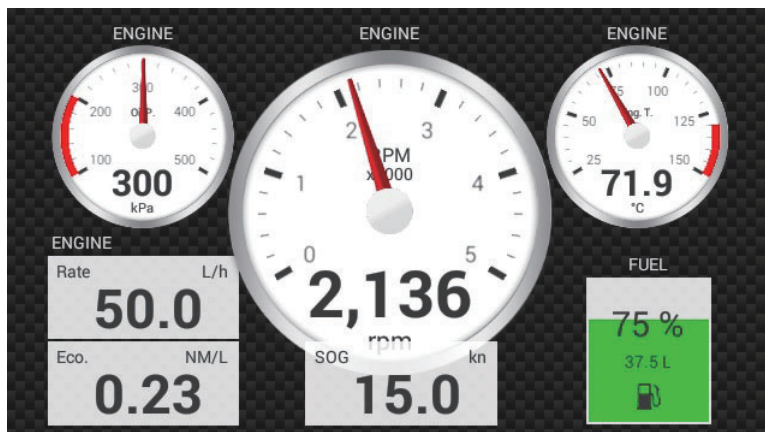 ENGINE
300
200
400
100
500
300
kPa
ENGINE
2
3
1
4
0
5
2,136
rpm
ENGINE
75
100
50
125
25
150
71.9
°C
ENGINE
Rate L/h
50.0
Eco. NM/L
0.23
SOG kn
15.0
FUEL
75 %
37.5 L